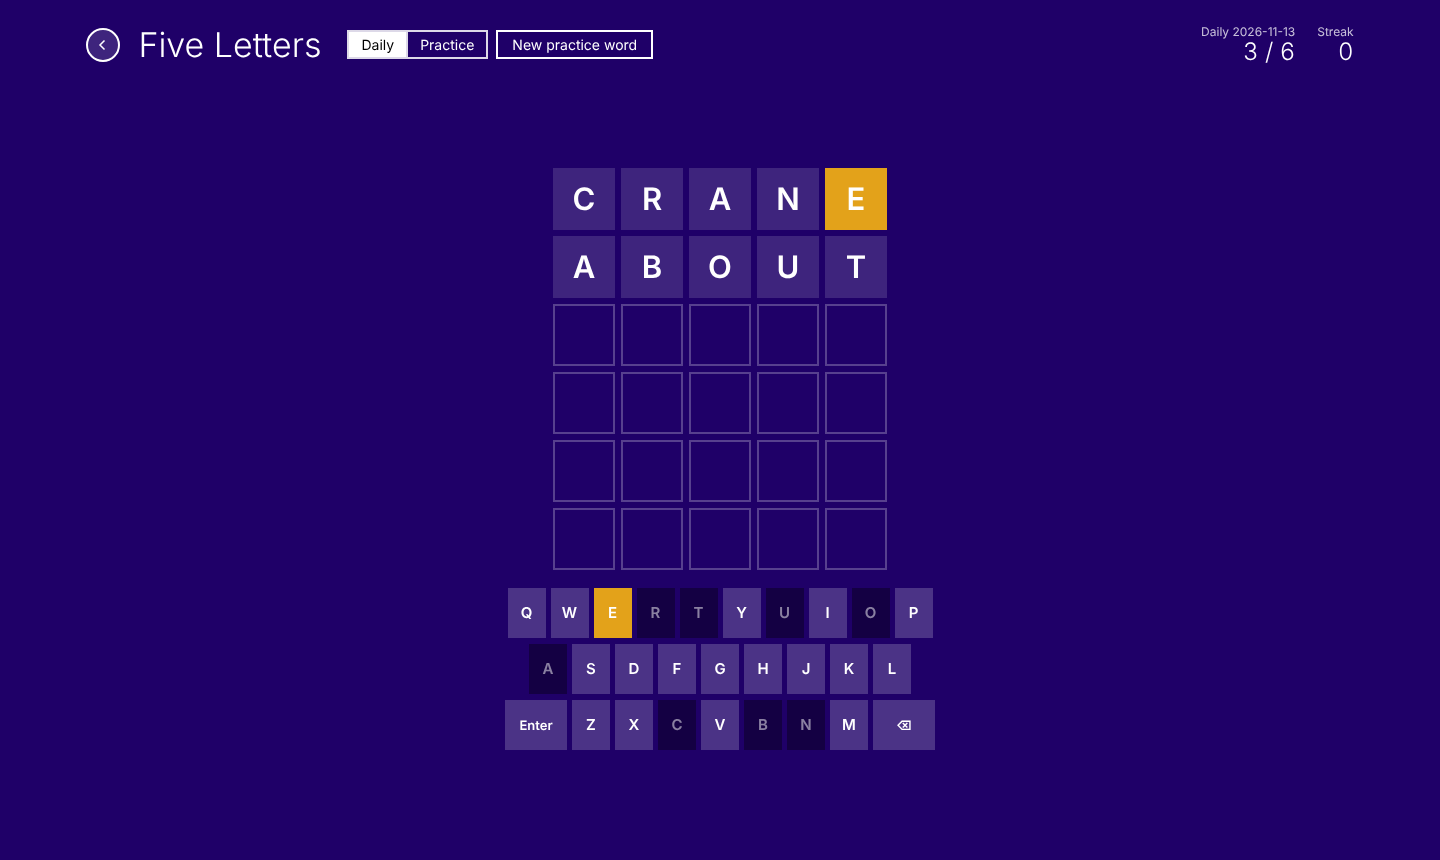 Five Letters Daily Practice New practice word Daily 2026-11-13 Streak
3 / 6 0
C R A N E
A B O U T
Q W E R T Y U I O P
A S D F G H J K L
Enter Z X C V B N M